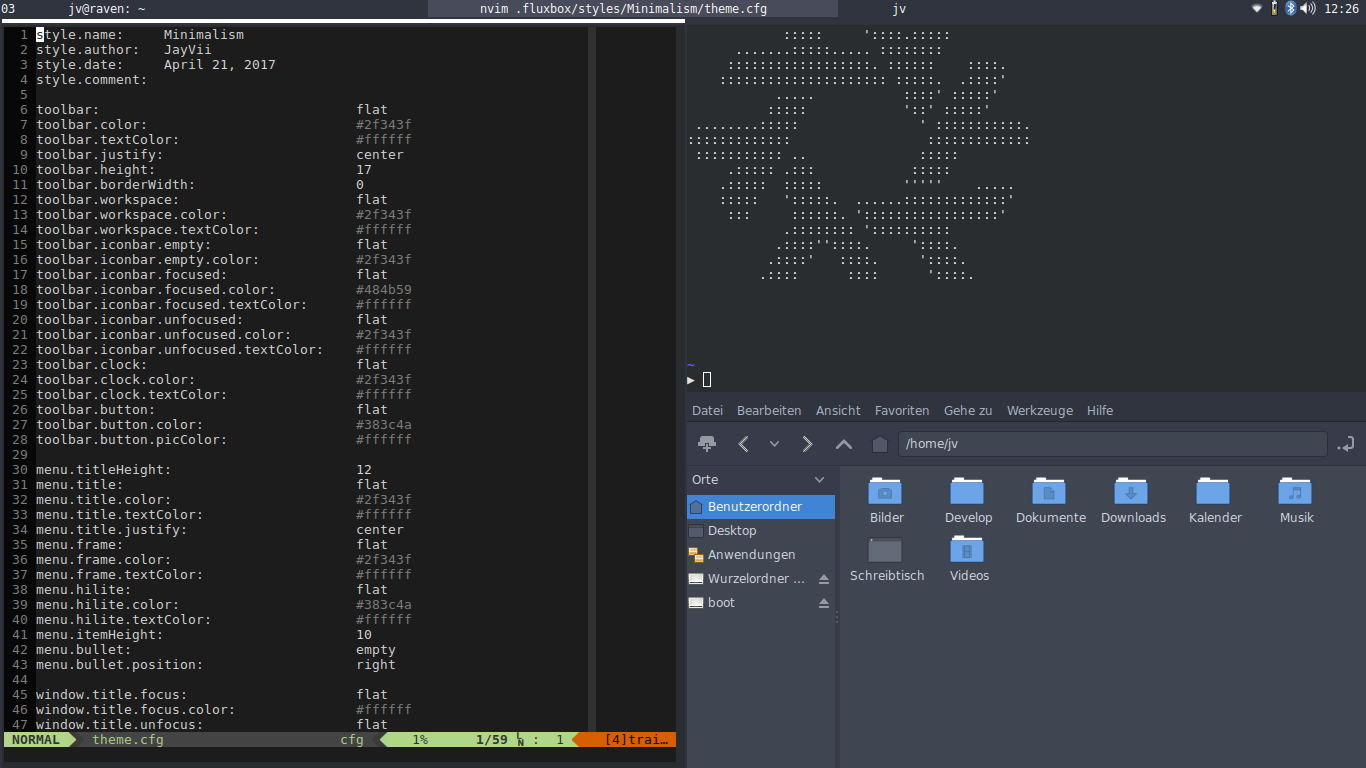 03 jv@raven: ~ nvim .fluxbox/styles/Minimalism/theme.cfg jv 12:26
1 style.name: Minimalism
2 style.author: JayVii
3 style.date: April 21, 2017
4 style.comment:
5
6 toolbar: flat
7 toolbar.color: #2f343f
8 toolbar.textColor: #ffffff
9 toolbar.justify: center
10 toolbar.height: 17
11 toolbar.borderWidth: 0
12 toolbar.workspace: flat
13 toolbar.workspace.color: #2f343f
14 toolbar.workspace.textColor: #ffffff
15 toolbar.iconbar.empty: flat
16 toolbar.iconbar.empty.color: #2f343f
17 toolbar.iconbar.focused: flat
18 toolbar.iconbar.focused.color: #484b59
19 toolbar.iconbar.focused.textColor: #ffffff
20 toolbar.iconbar.unfocused: flat
21 toolbar.iconbar.unfocused.color: #2f343f
22 toolbar.iconbar.unfocused.textColor: #ffffff
23 toolbar.clock: flat
24 toolbar.clock.color: #2f343f
25 toolbar.clock.textColor: #ffffff
26 toolbar.button: flat
27 toolbar.button.color: #383c4a
28 toolbar.button.picColor: #ffffff
29
30 menu.titleHeight: 12
31 menu.title: flat
32 menu.title.color: #2f343f
33 menu.title.textColor: #ffffff
34 menu.title.justify: center
35 menu.frame: flat
36 menu.frame.color: #2f343f
37 menu.frame.textColor: #ffffff
38 menu.hilite: flat
39 menu.hilite.color: #383c4a
40 menu.hilite.textColor: #ffffff
41 menu.itemHeight: 10
42 menu.bullet: empty
43 menu.bullet.position: right
44
45 window.title.focus: flat
46 window.title.focus.color: #ffffff
47 window.title.unfocus: flat
NORMAL theme.cfg cfg 1% 1/59 : 1 [4]trai…
~
▸
Datei Bearbeiten Ansicht Favoriten Gehe zu Werkzeuge Hilfe
/home/jv
Orte
Benutzerordner
Desktop
Anwendungen
Wurzelordner ...
boot
Bilder Develop Dokumente Downloads Kalender Musik
Schreibtisch Videos